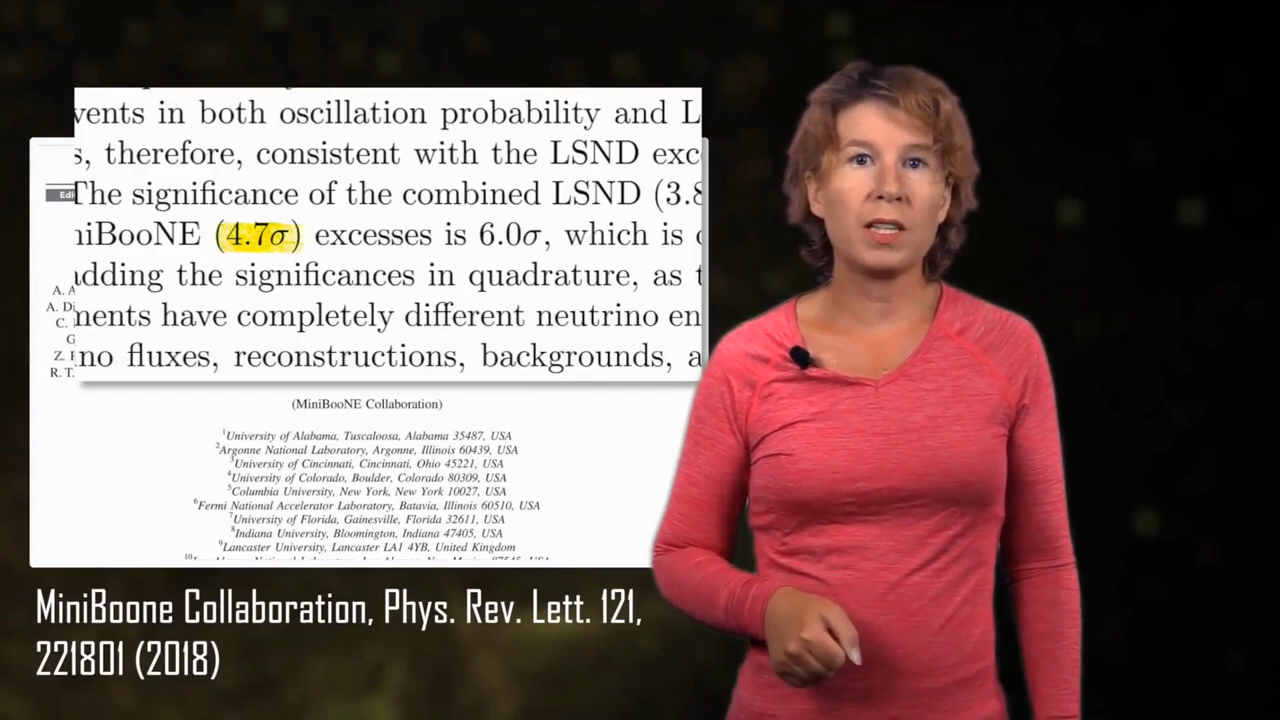 vents in both oscillation probability and L
s, therefore, consistent with the LSND exc
The significance of the combined LSND (3.8
niBooNE (4.7σ) excesses is 6.0σ, which is
adding the significances in quadrature, as t
ments have completely different neutrino en
no fluxes, reconstructions, backgrounds, a
Edi
A. A
A. Di
C.
G
Z. F
R. T.
(MiniBooNE Collaboration)
1University of Alabama, Tuscaloosa, Alabama 35487, USA
2Argonne National Laboratory, Argonne, Illinois 60439, USA
3University of Cincinnati, Cincinnati, Ohio 45221, USA
4University of Colorado, Boulder, Colorado 80309, USA
5Columbia University, New York, New York 10027, USA
6Fermi National Accelerator Laboratory, Batavia, Illinois 60510, USA
7University of Florida, Gainesville, Florida 32611, USA
8Indiana University, Bloomington, Indiana 47405, USA
9Lancaster University, Lancaster LA1 4YB, United Kingdom
MiniBoone Collaboration, Phys. Rev. Lett. 121,
221801 (2018)